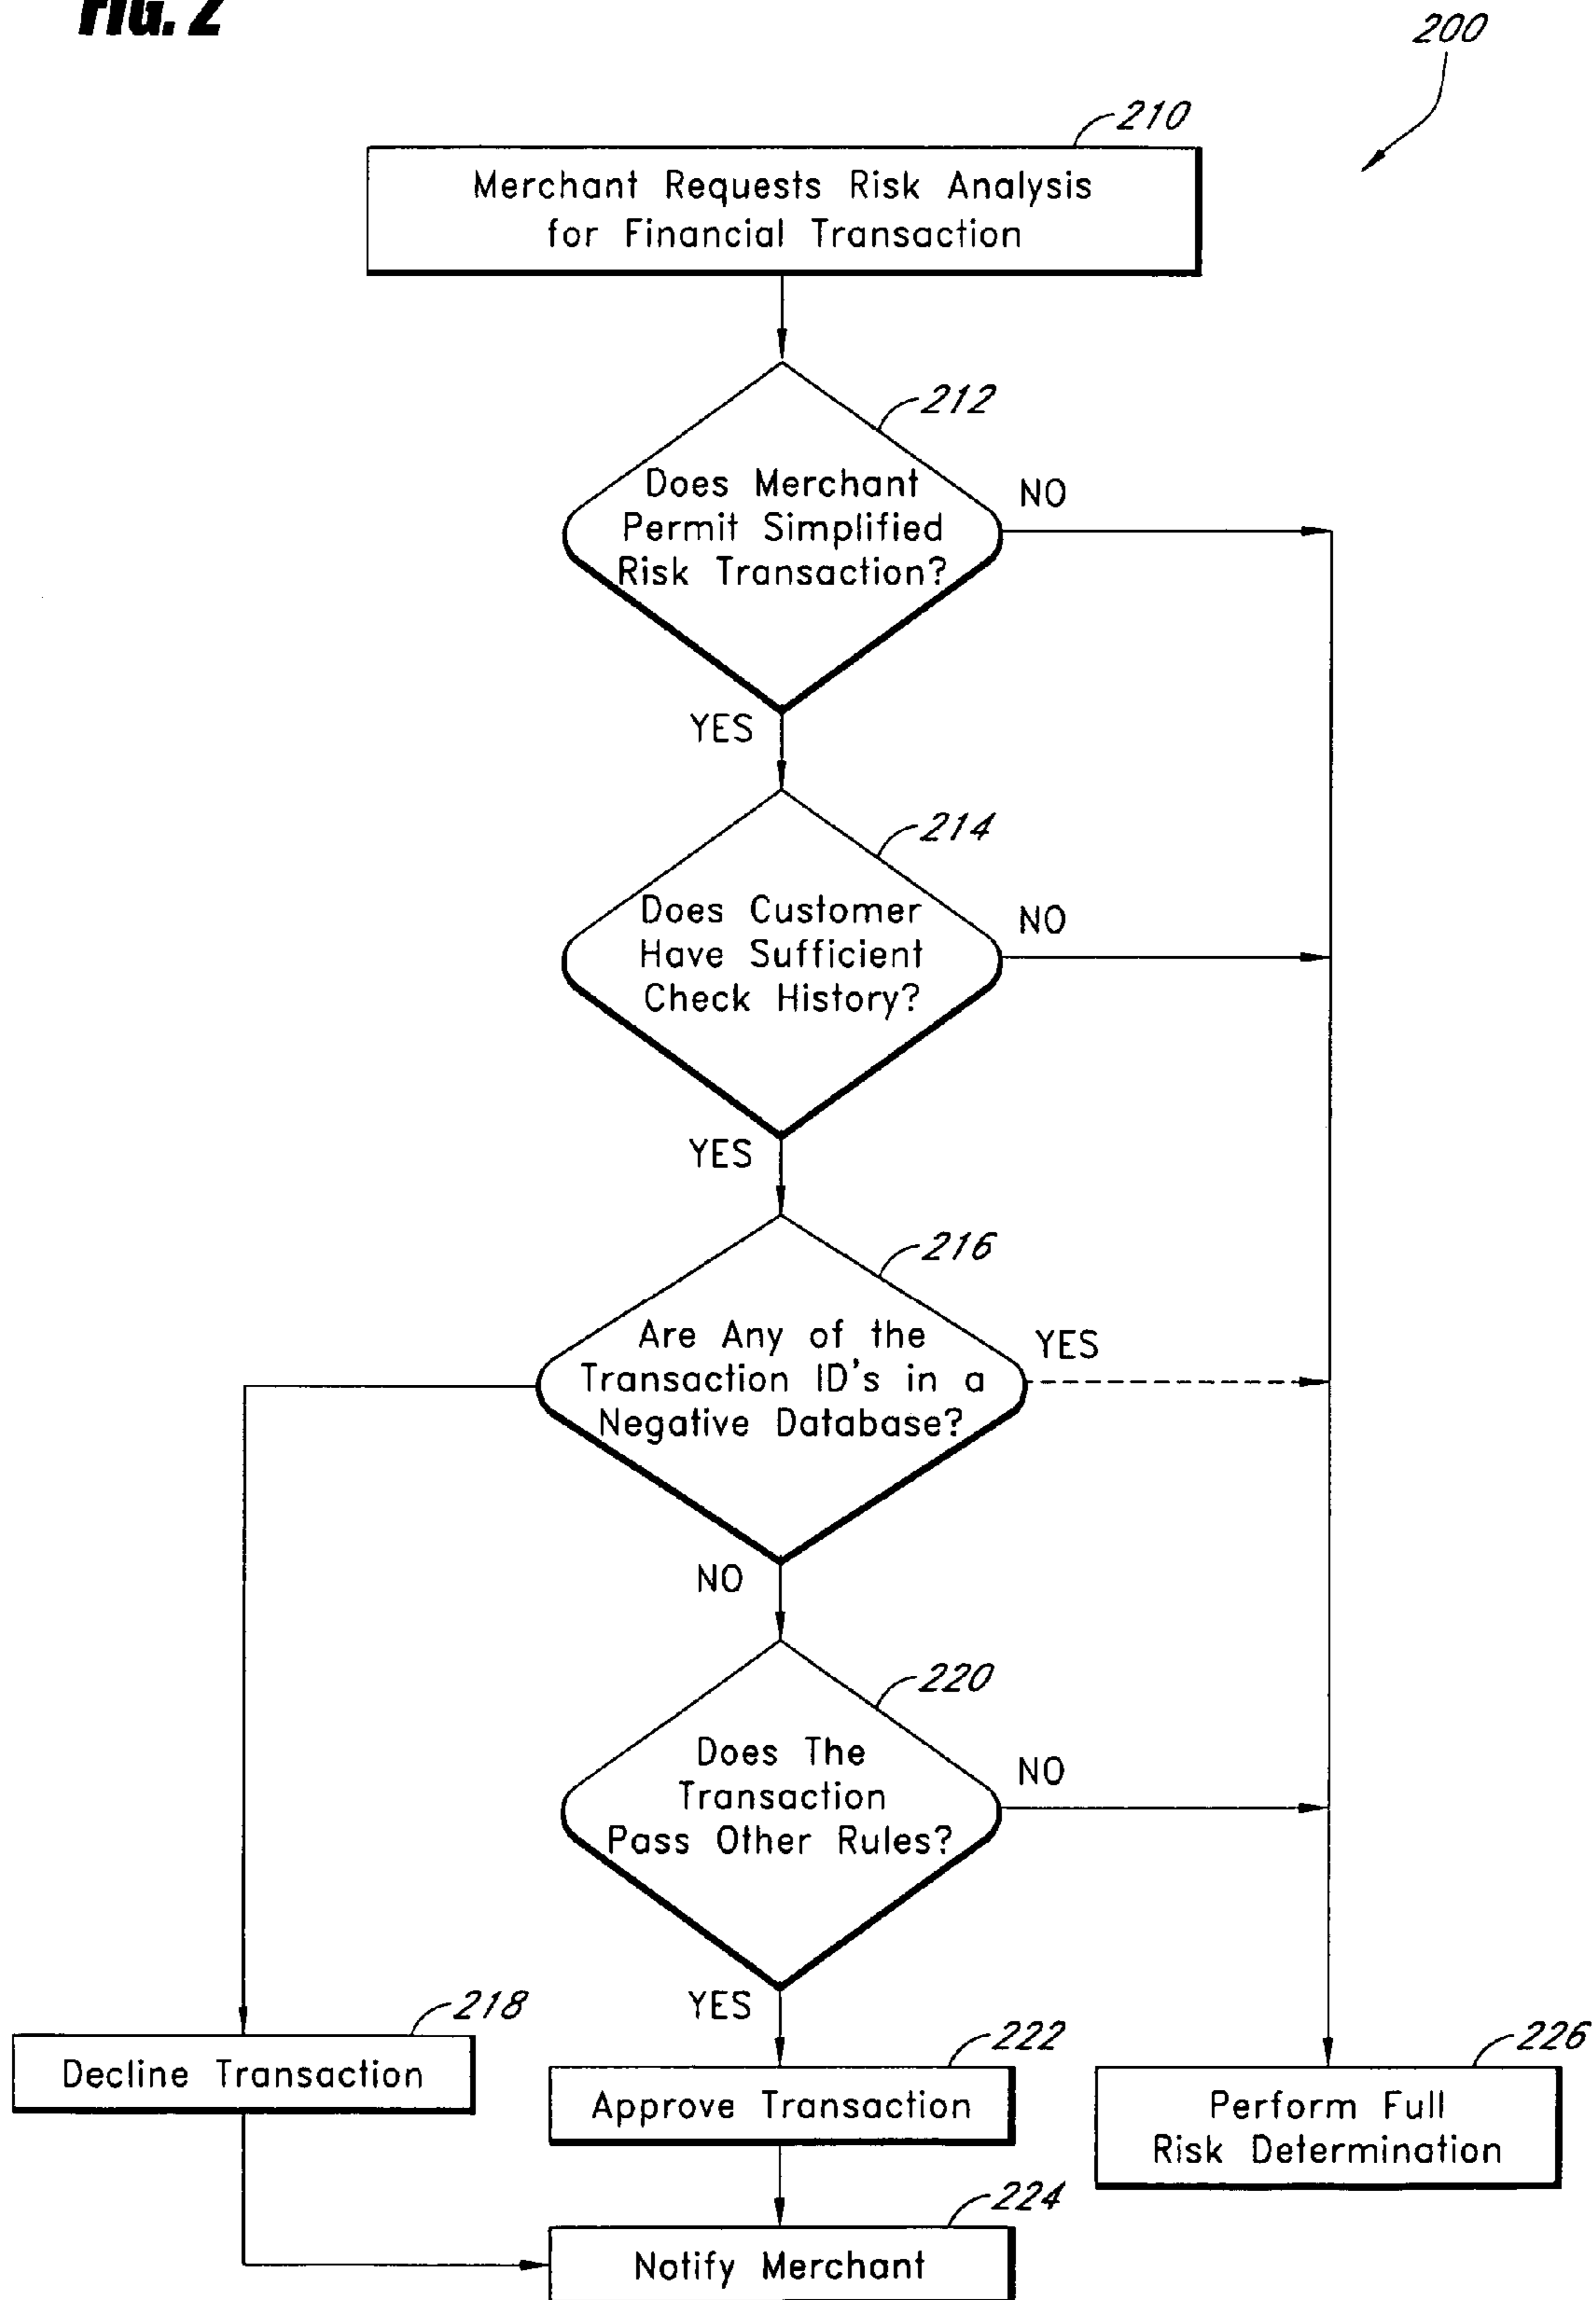 FIG. 2
200
210
Merchant Requests Risk Analysis
for Financial Transaction
212
Does Merchant
Permit Simplified
Risk Transaction?
NO
YES
214
Does Customer
Have Sufficient
Check History?
NO
YES
216
Are Any of the
Transaction ID's in a
Negative Database?
YES
NO
220
Does The
Transaction
Pass Other Rules?
NO
YES
218
Decline Transaction
222
Approve Transaction
226
Perform Full
Risk Determination
224
Notify Merchant